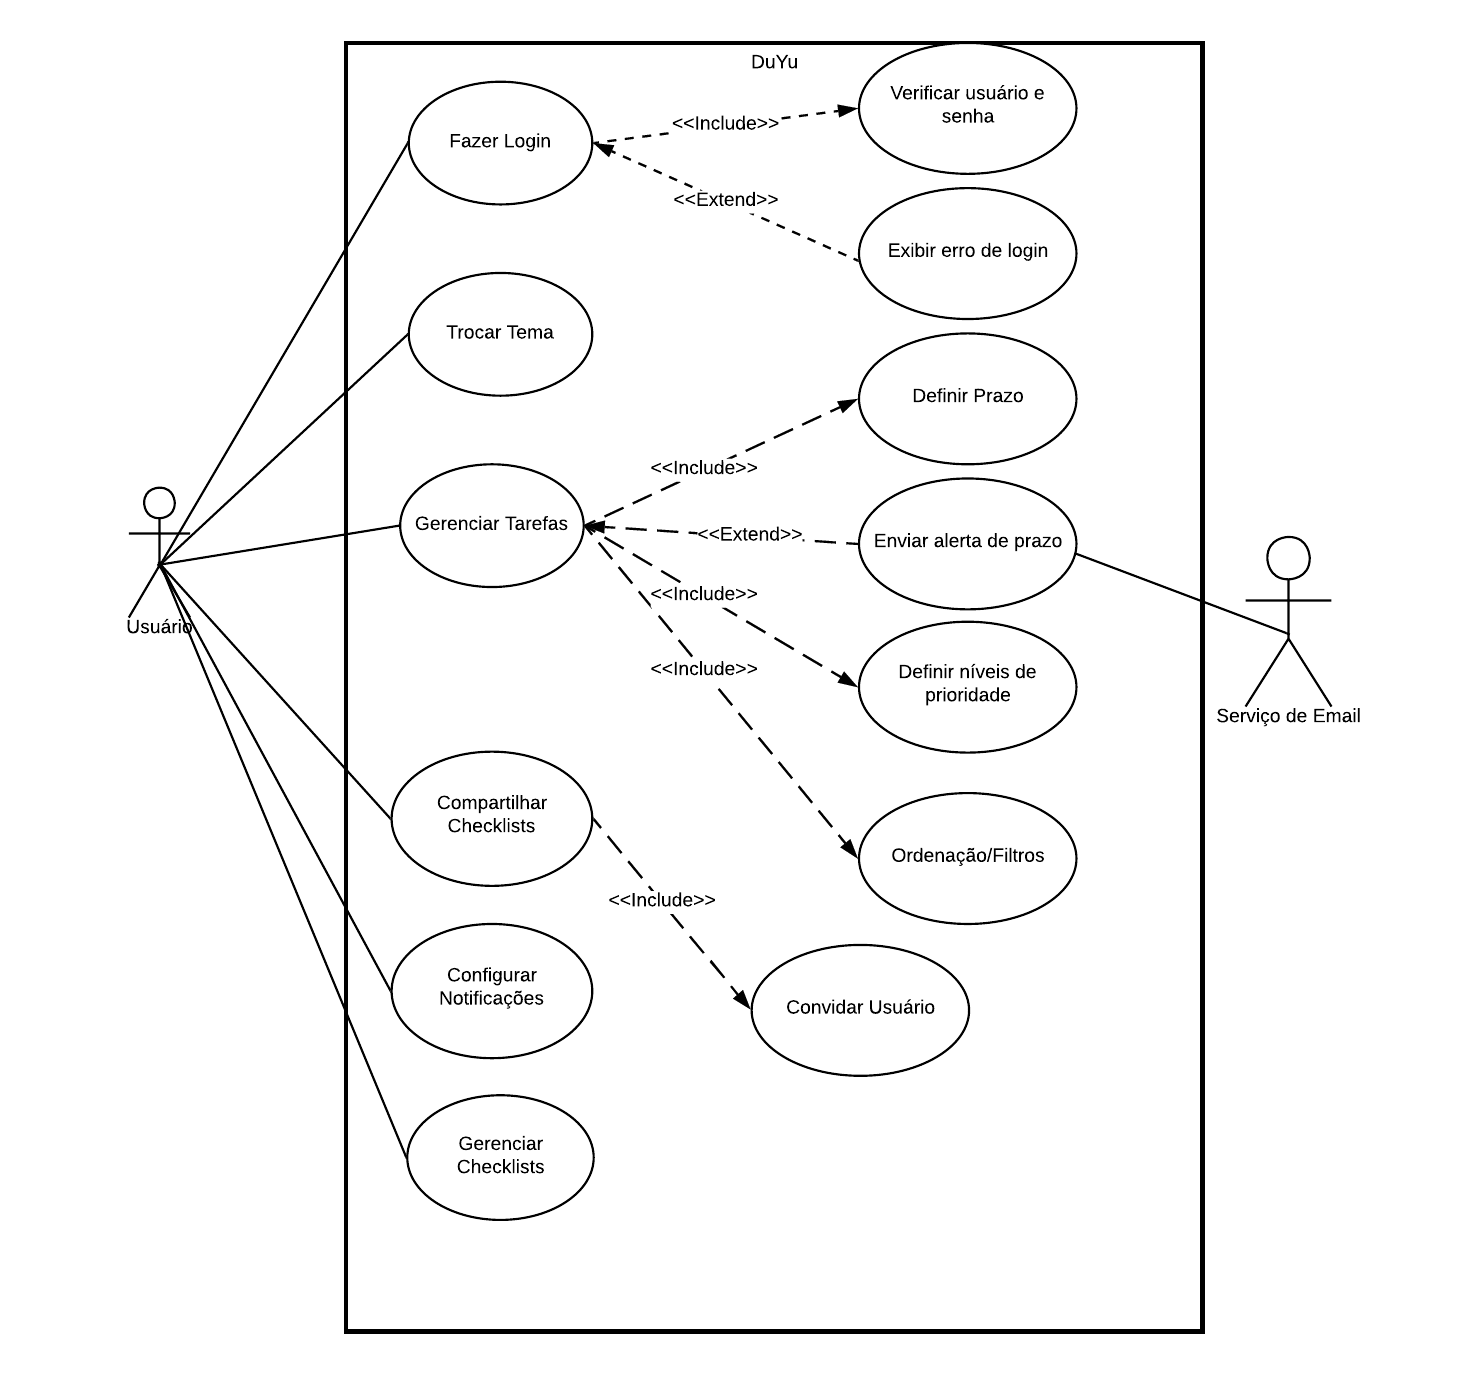 DuYu
Fazer Login
<<Include>>
Verificar usuário e
senha
<<Extend>>
Exibir erro de login
Trocar Tema
Definir Prazo
<<Include>>
Gerenciar Tarefas
<<Extend>>
Enviar alerta de prazo
<<Include>>
Usuário
<<Include>>
Definir níveis de
prioridade
Serviço de Email
Compartilhar
Checklists
Ordenação/Filtros
<<Include>>
Configurar
Notificações
Convidar Usuário
Gerenciar
Checklists